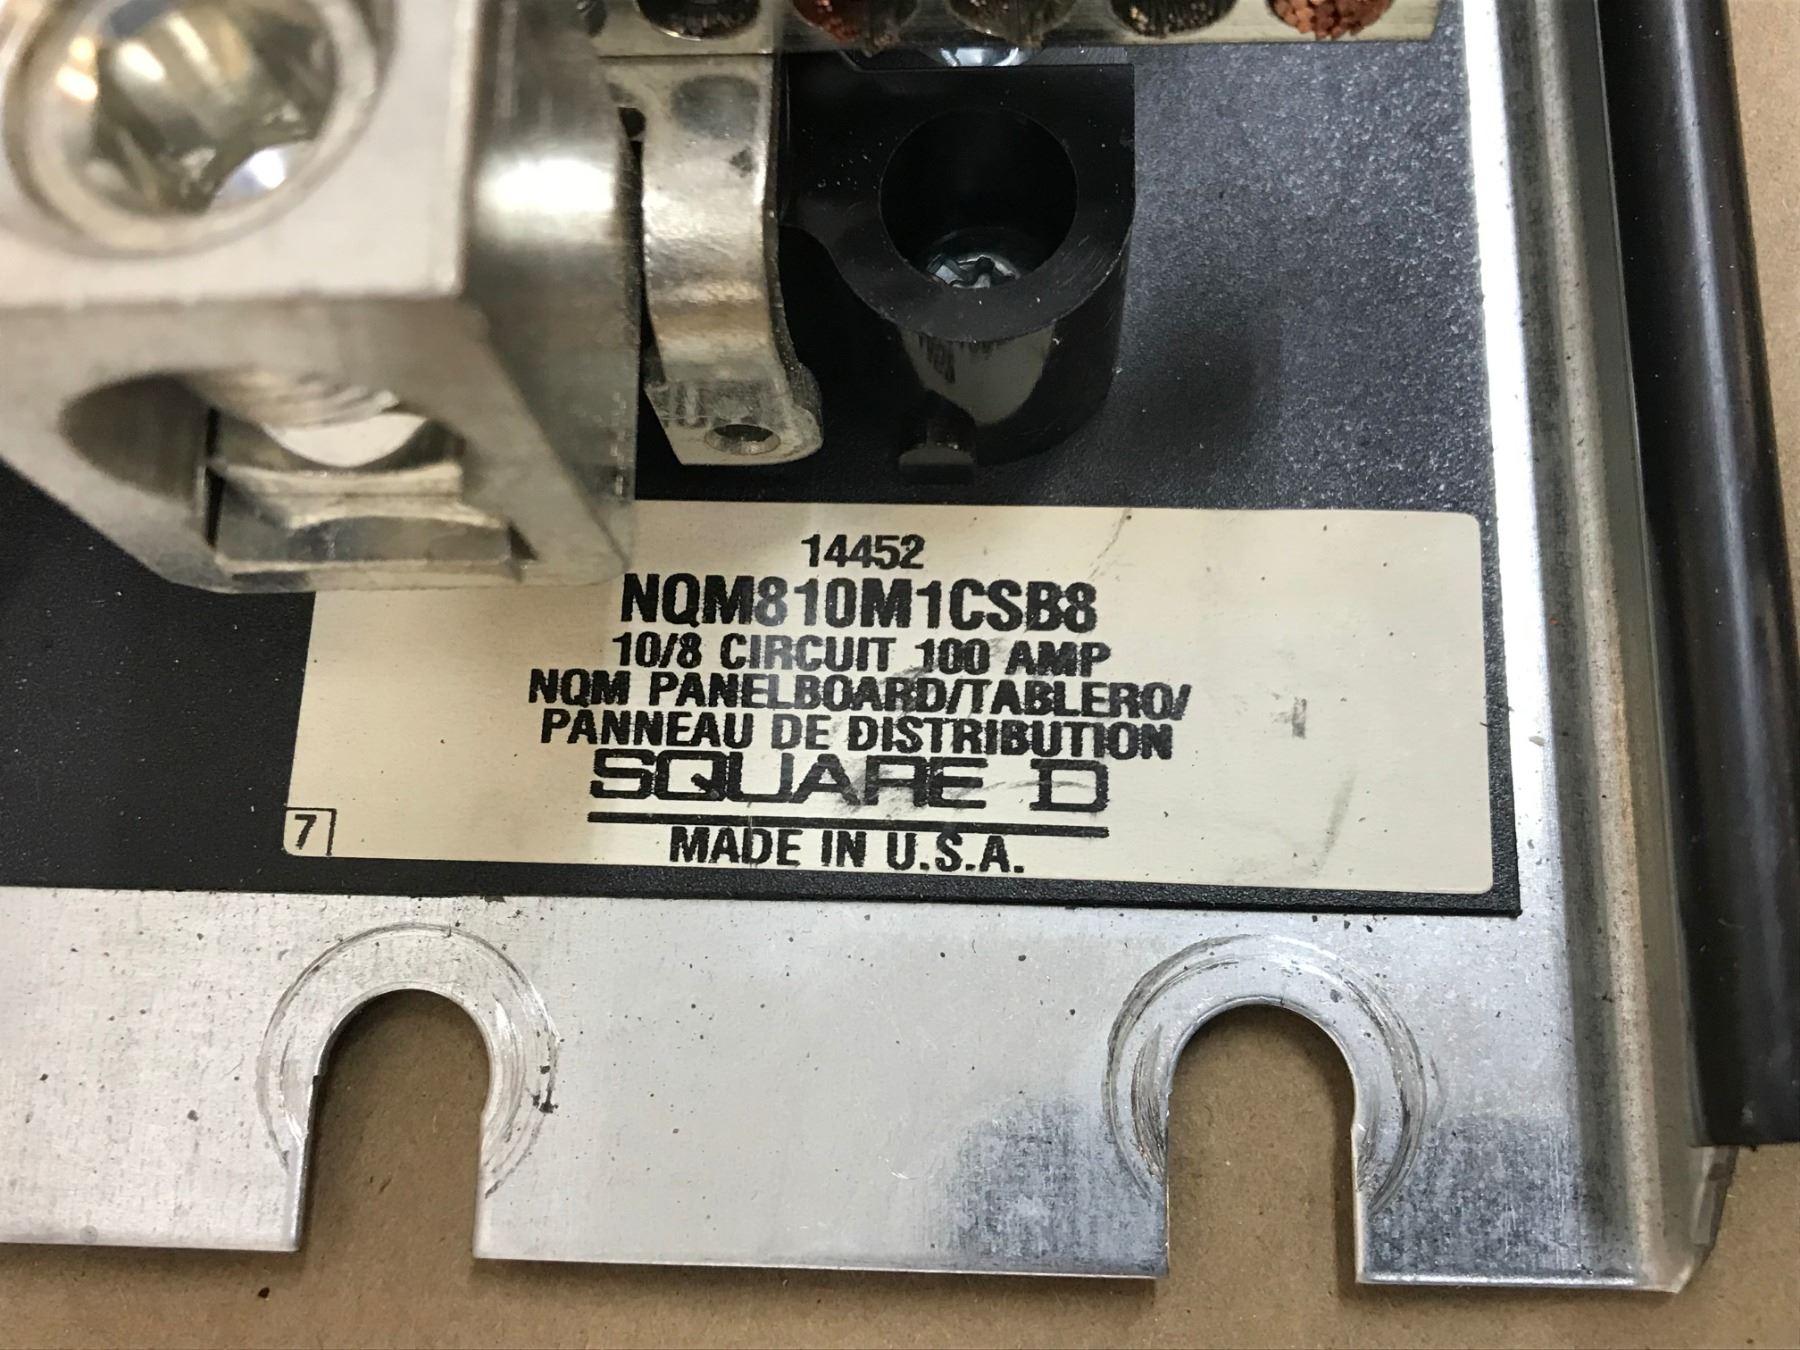 14452
NQM810M1CSB8
10/8 CIRCUIT 100 AMP
NQM PANELBOARD/TABLERO/
PANNEAU DE DISTRIBUTION
SQUARE D
MADE IN U.S.A.
7